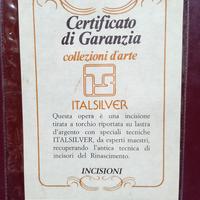 Certificato
di Garanzia
collezioni d'arte
ITALSILVER
Questa opera è una incisione
tirata a torchio riportata su lastra
d'argento con speciali tecniche
ITALSILVER, da esperti maestri,
recuperando l'antica tecnica di
incisori del Rinascimento.
INCISIONI